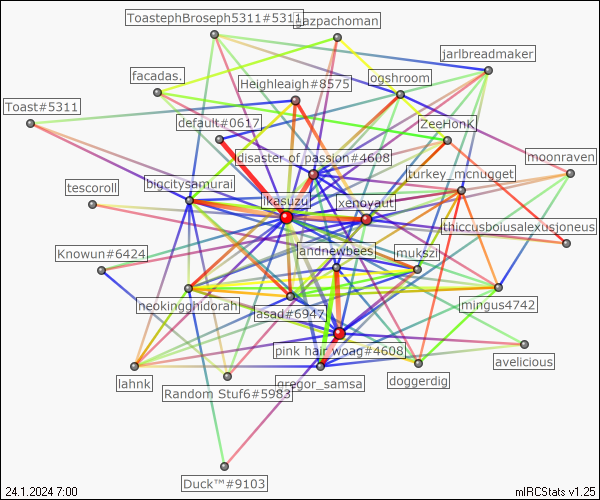 ToastephBroseph5311#5311
gazpachoman
jarlbreadmaker
facadas.
Heighleaigh#8575
ogshroom
Toast#5311
default#0617
ZeeHonK
disaster of passion#4608
moonraven
turkey_mcnugget
bigcitysamurai
tescoroll
ikasuzu
xenoyaut
thiccusboiusalexusjoneus
Knowun#6424
andnewbees
mukszi
heokingghidorah
asad#6947
mingus4742
pink hair woag#4608
avelicious
lahnk
Random Stuf6#5983
gregor_samsa
doggerdig
Duck™#9103
24.1.2024 7:00
mIRCStats v1.25